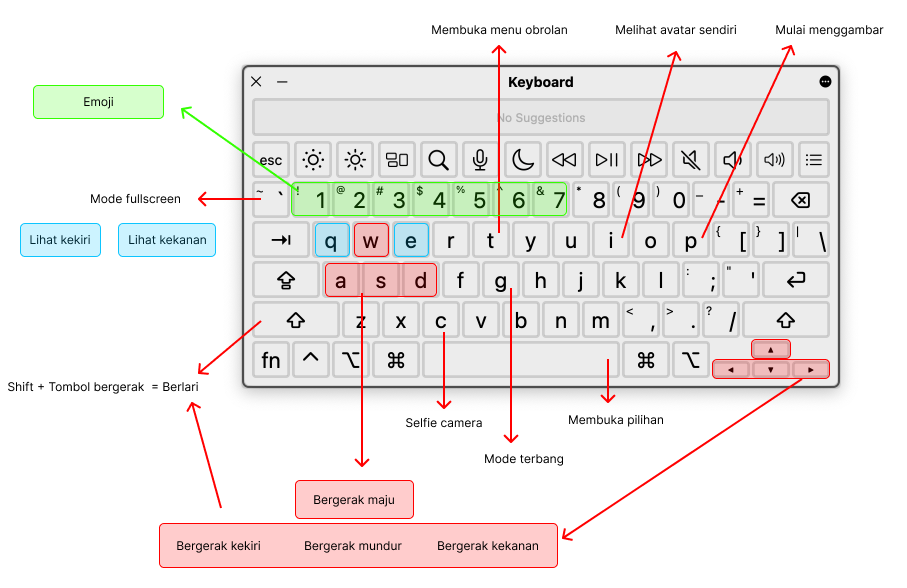 Membuka menu obrolan
Melihat avatar sendiri
Mulai menggambar
Keyboard
No Suggestions
Emoji
esc
~ ` ! 1 @ 2 # 3 $ 4 % 5 ^ 6 & 7 * 8 ( 9 ) 0 _ - + =
Mode fullscreen
q w e r t y u i o p { [ } ] | \
Lihat kekiri
Lihat kekanan
a s d f g h j k l : ; " '
z x c v b n m < , > . ? /
fn
Shift + Tombol bergerak = Berlari
Selfie camera
Membuka pilihan
Mode terbang
Bergerak maju
Bergerak kekiri
Bergerak mundur
Bergerak kekanan